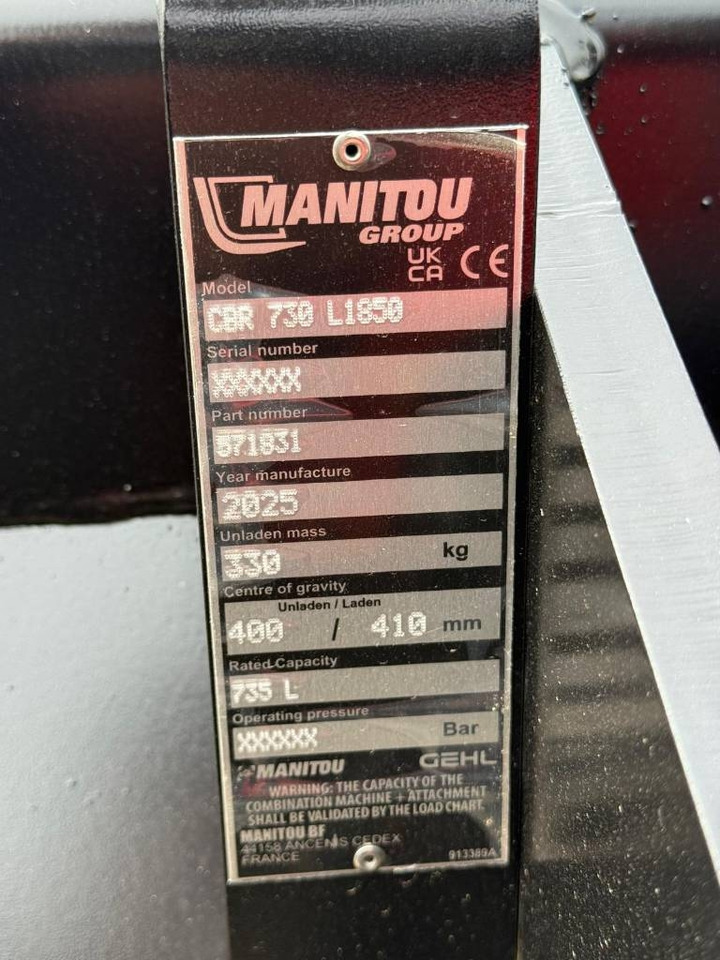 MANITOU
GROUP
UK
CA CE
Model
CBR 730 L1850
Serial number
XXXXXX
Part number
571831
Year manufacture
2025
Unladen mass
330 kg
Centre of gravity
Unladen / Laden
400 / 410 mm
Rated Capacity
735 L
Operating pressure
XXXXXX Bar
MANITOU GEHL
WARNING: THE CAPACITY OF THE
COMBINATION MACHINE + ATTACHMENT
SHALL BE VALIDATED BY THE LOAD CHART.
MANITOU BF
44158 ANCENIS CEDEX
FRANCE 913389A